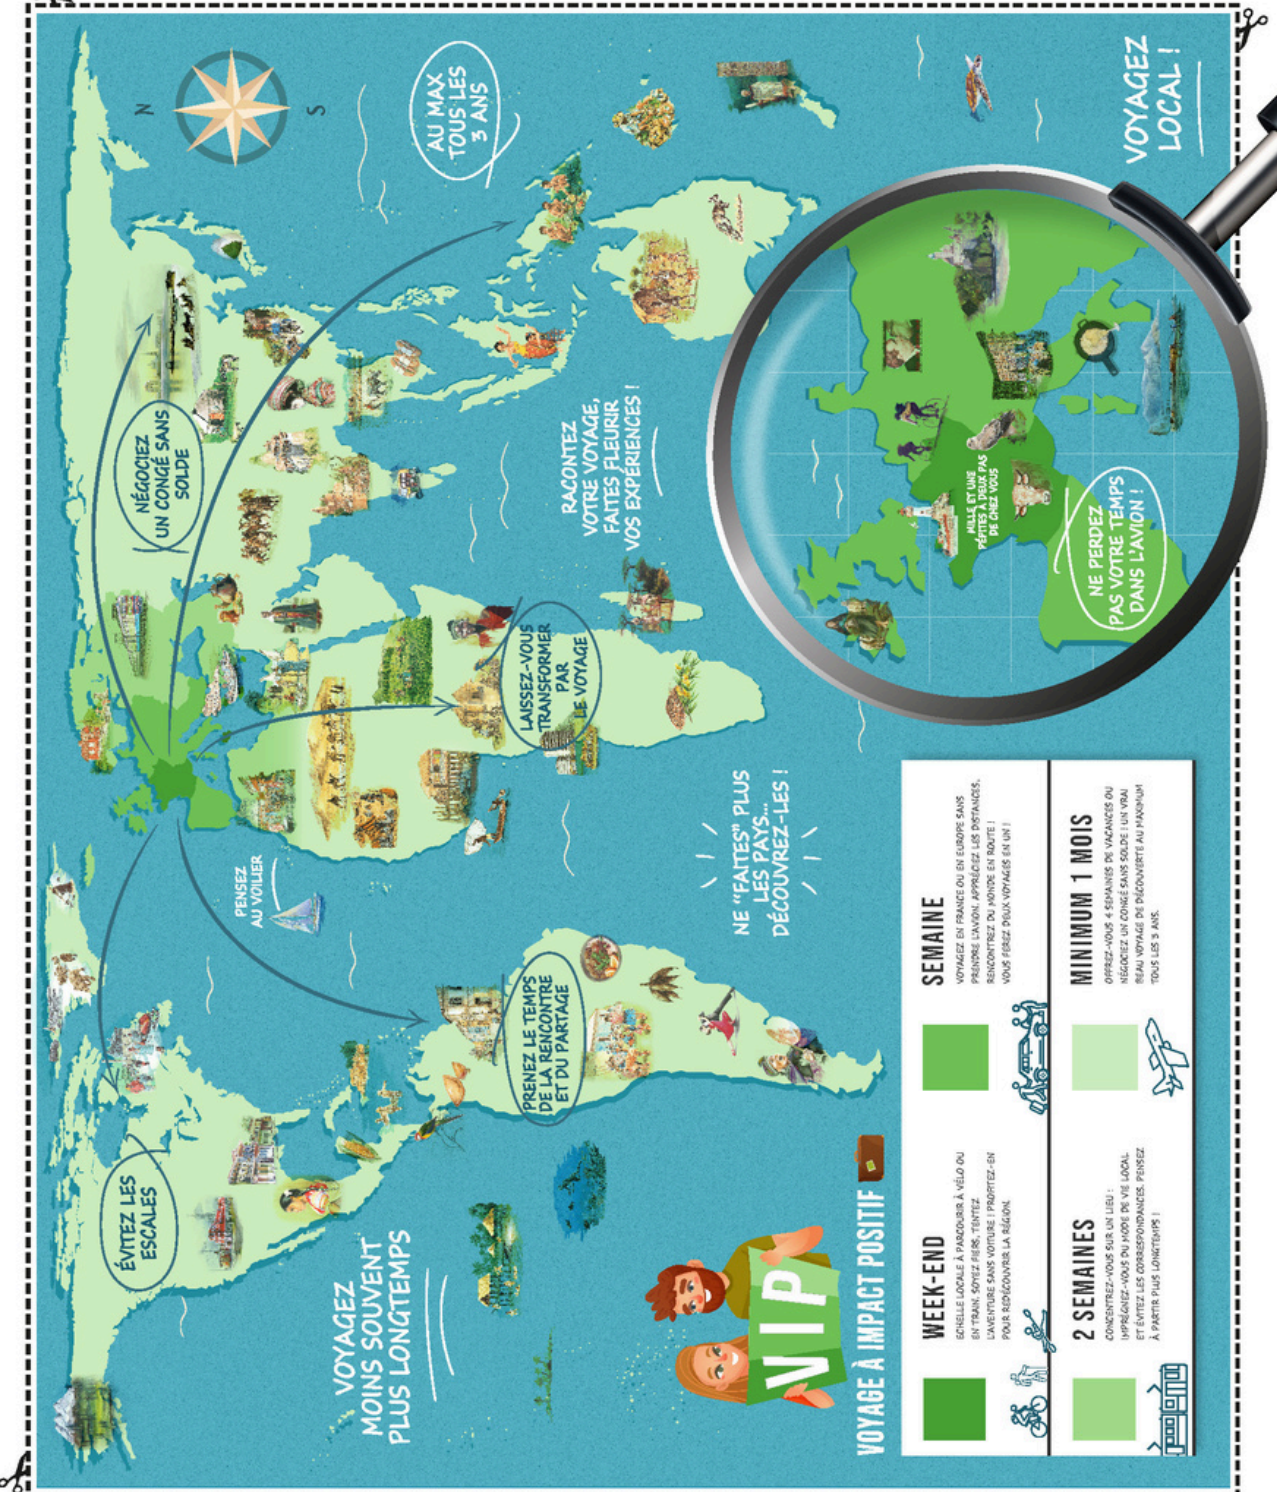 N
S
AU MAX
TOUS LES
3 ANS
VOYAGEZ
LOCAL !
NÉGOCIEZ
UN CONGÉ SANS
SOLDE
RACONTEZ
VOTRE VOYAGE,
FAITES FLEURIR
VOS EXPÉRIENCES !
MILLE ET UNE
PÉPITES À DEUX PAS
DE CHEZ VOUS
NE PERDEZ
PAS VOTRE TEMPS
DANS L'AVION !
LAISSEZ-VOUS
TRANSFORMER
PAR
LE VOYAGE
PENSEZ
AU VOILIER
NE "FAITES" PLUS
LES PAYS...
DÉCOUVREZ-LES !
PRENEZ LE TEMPS
DE LA RENCONTRE
ET DU PARTAGE
ÉVITEZ LES
ESCALES
VOYAGEZ
MOINS SOUVENT
PLUS LONGTEMPS
VIP
VOYAGE À IMPACT POSITIF
WEEK-END
ECHELLE LOCALE À PARCOURIR À VÉLO OU
EN TRAIN. SOYEZ FIERS, TENTEZ
L'AVENTURE SANS VOITURE ! PROFITEZ-EN
POUR REDÉCOUVRIR LA RÉGION.
SEMAINE
VOYAGEZ EN FRANCE OU EN EUROPE SANS
PRENDRE L'AVION. APPRÉCIEZ LES DISTANCES,
RENCONTREZ DU MONDE EN ROUTE !
VOUS FEREZ DEUX VOYAGES EN UN !
2 SEMAINES
CONCENTREZ-VOUS SUR UN LIEU :
IMPRÉGNEZ-VOUS DU MODE DE VIE LOCAL
ET ÉVITEZ LES CORRESPONDANCES. PENSEZ
À PARTIR PLUS LONGTEMPS !
MINIMUM 1 MOIS
OFFREZ-VOUS 4 SEMAINES DE VACANCES OU
NÉGOCIEZ UN CONGÉ SANS SOLDE ! UN VRAI
BEAU VOYAGE DE DÉCOUVERTE AU MAXIMUM
TOUS LES 3 ANS.